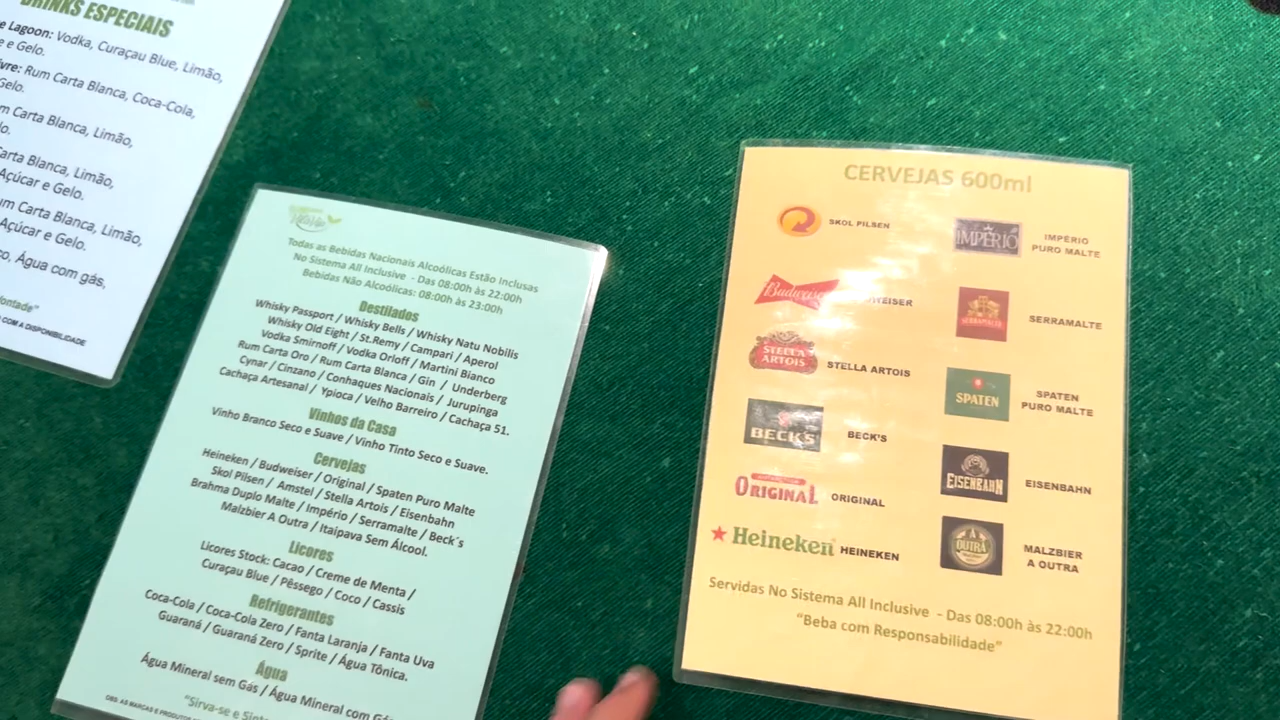 DRINKS ESPECIAIS
Lagoon: Vodka, Curaçau Blue, Limão,
e Gelo.
Rum Carta Blanca, Coca-Cola,
Gelo.
Carta Blanca, Limão,
Carta Blanca, Limão,
Açúcar e Gelo.
Carta Blanca, Limão,
Açúcar e Gelo.
Água com gás,
COM A DISPONIBILIDADE
Todas as Bebidas Nacionais Alcoólicas Estão Inclusas
No Sistema All Inclusive - Das 08:00h às 22:00h
Bebidas Não Alcoólicas: 08:00h às 23:00h
Destilados
Whisky Passport / Whisky Bells / Whisky Natu Nobilis
Whisky Old Eight / St.Remy / Campari / Aperol
Vodka Smirnoff / Vodka Orloff / Martini Bianco
Rum Carta Oro / Rum Carta Blanca / Gin / Underberg
Cynar / Cinzano / Conhaques Nacionais / Jurupinga
Cachaça Artesanal / Ypioca / Velho Barreiro / Cachaça 51.
Vinhos da Casa
Vinho Branco Seco e Suave / Vinho Tinto Seco e Suave.
Cervejas
Heineken / Budweiser / Original / Spaten Puro Malte
Skol Pilsen / Amstel / Stella Artois / Eisenbahn
Brahma Duplo Malte / Império / Serramalte / Beck´s
Malzbier A Outra / Itaipava Sem Álcool.
Licores
Licores Stock: Cacao / Creme de Menta /
Curaçau Blue / Pêssego / Coco / Cassis
Refrigerantes
Coca-Cola / Coca-Cola Zero / Fanta Laranja / Fanta Uva
Guaraná / Guaraná Zero / Sprite / Água Tônica.
Água
Água Mineral sem Gás / Água Mineral com Gás
"Sirva-se e
OBS: AS MARCAS E
CERVEJAS 600ml
SKOL PILSEN
IMPÉRIO
IMPÉRIO
PURO MALTE
Budweiser
WEISER
SERRAMALTE
SERRAMALTE
STELLA
ARTOIS
STELLA ARTOIS
SPATEN
SPATEN
PURO MALTE
BECK'S
BECK'S
EISENBAHN
EISENBAHN
ORIGINAL
ORIGINAL
A
OUTRA
MALZBIER
A OUTRA
Heineken
HEINEKEN
Servidas No Sistema All Inclusive - Das 08:00h às 22:00h
"Beba com Responsabilidade"